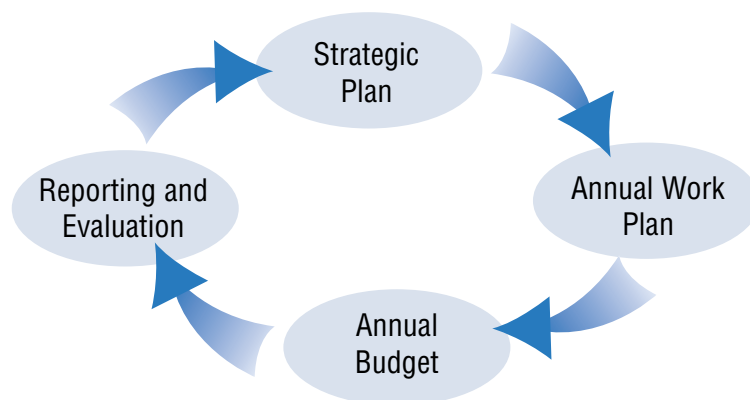 Strategic
Plan
Annual Work
Plan
Annual
Budget
Reporting and
Evaluation